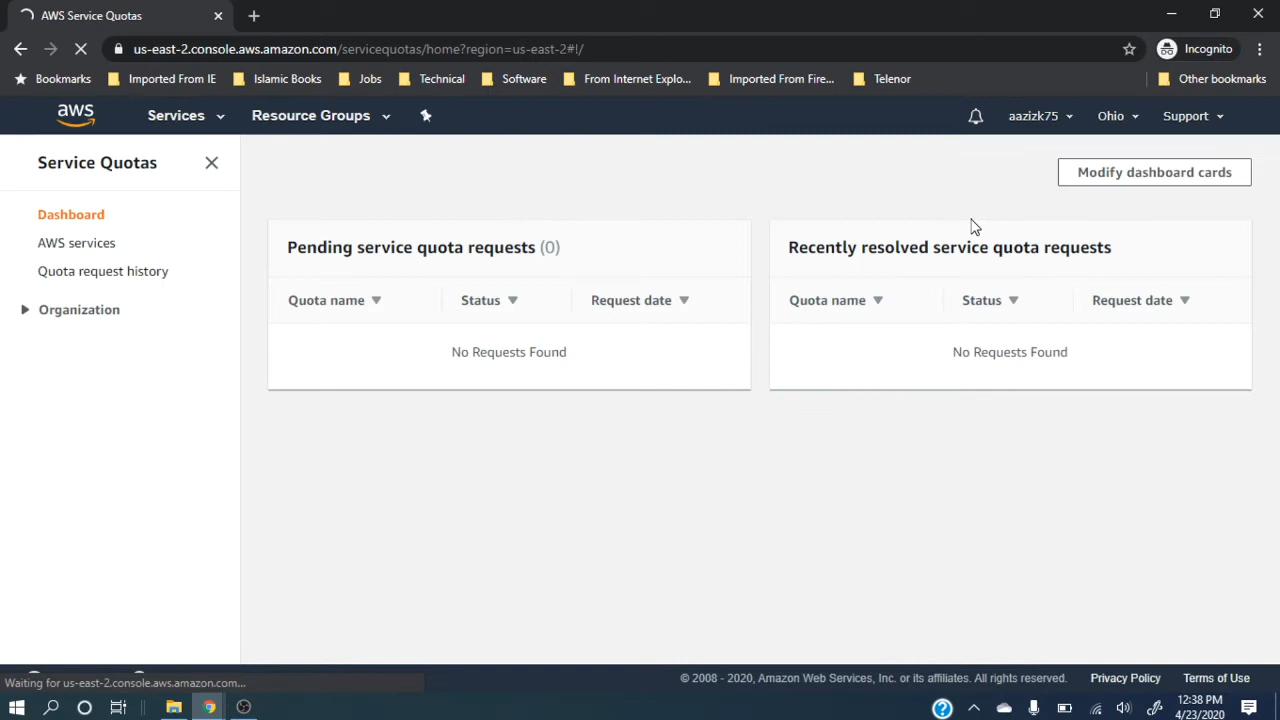 AWS Service Quotas
us-east-2.console.aws.amazon.com/servicequotas/home?region=us-east-2#!/
Incognito
Bookmarks Imported From IE Islamic Books Jobs Technical Software From Internet Explo... Imported From Fire... Telenor Other bookmarks
aws Services Resource Groups aazizk75 Ohio Support
Service Quotas
Modify dashboard cards
Dashboard
AWS services
Quota request history
Organization
Pending service quota requests (0)
Quota name Status Request date
No Requests Found
Recently resolved service quota requests
Quota name Status Request date
No Requests Found
Waiting for us-east-2.console.aws.amazon.com...
© 2008 - 2020, Amazon Web Services, Inc. or its affiliates. All rights reserved. Privacy Policy Terms of Use
12:38 PM
4/23/2020